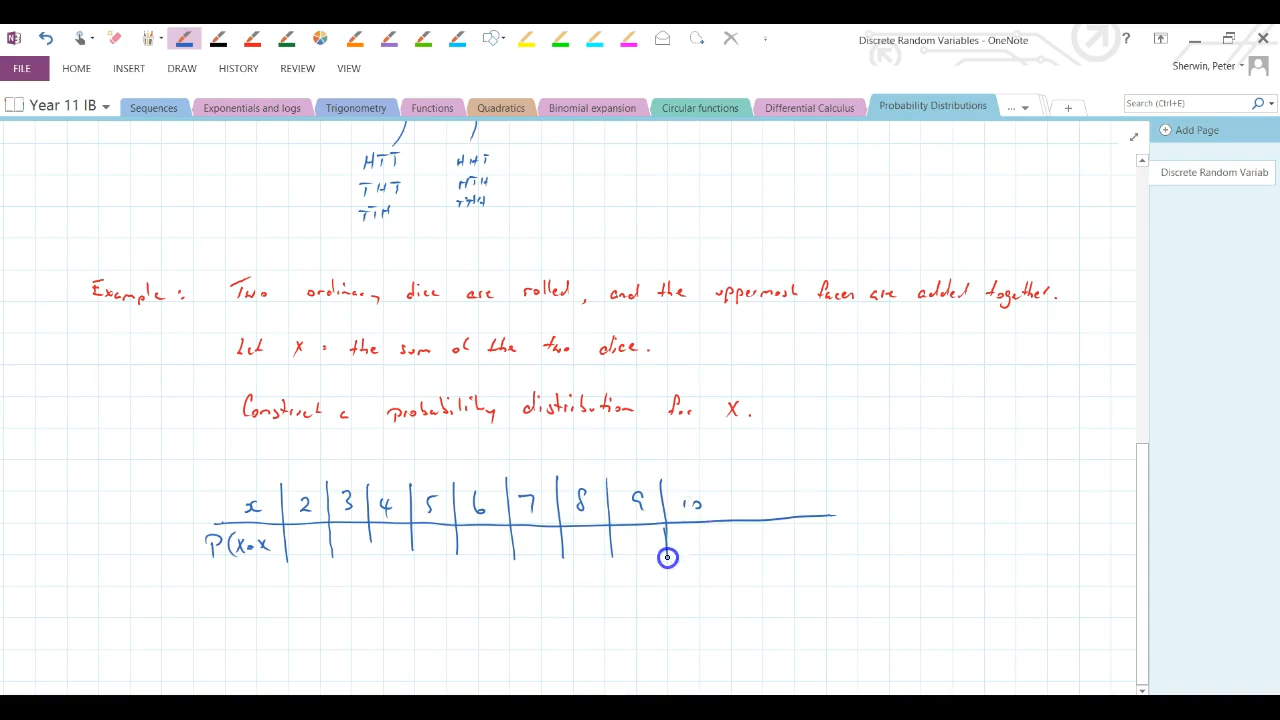 Discrete Random Variables - OneNote
?
Sherwin, Peter
FILE HOME INSERT DRAW HISTORY REVIEW VIEW
Year 11 IB Sequences Exponentials and logs Trigonometry Functions Quadratics Binomial expansion Circular functions Differential Calculus Probability Distributions ... + Search (Ctrl+E)
Add Page
Discrete Random Variab
HTT HHT
THT HTH
TTH THH
Example: Two ordinary dice are rolled, and the uppermost faces are added together.
Let X = the sum of the two dice.
Construct a probability distribution for X.
x 2 3 4 5 6 7 8 9 10
P(X=x